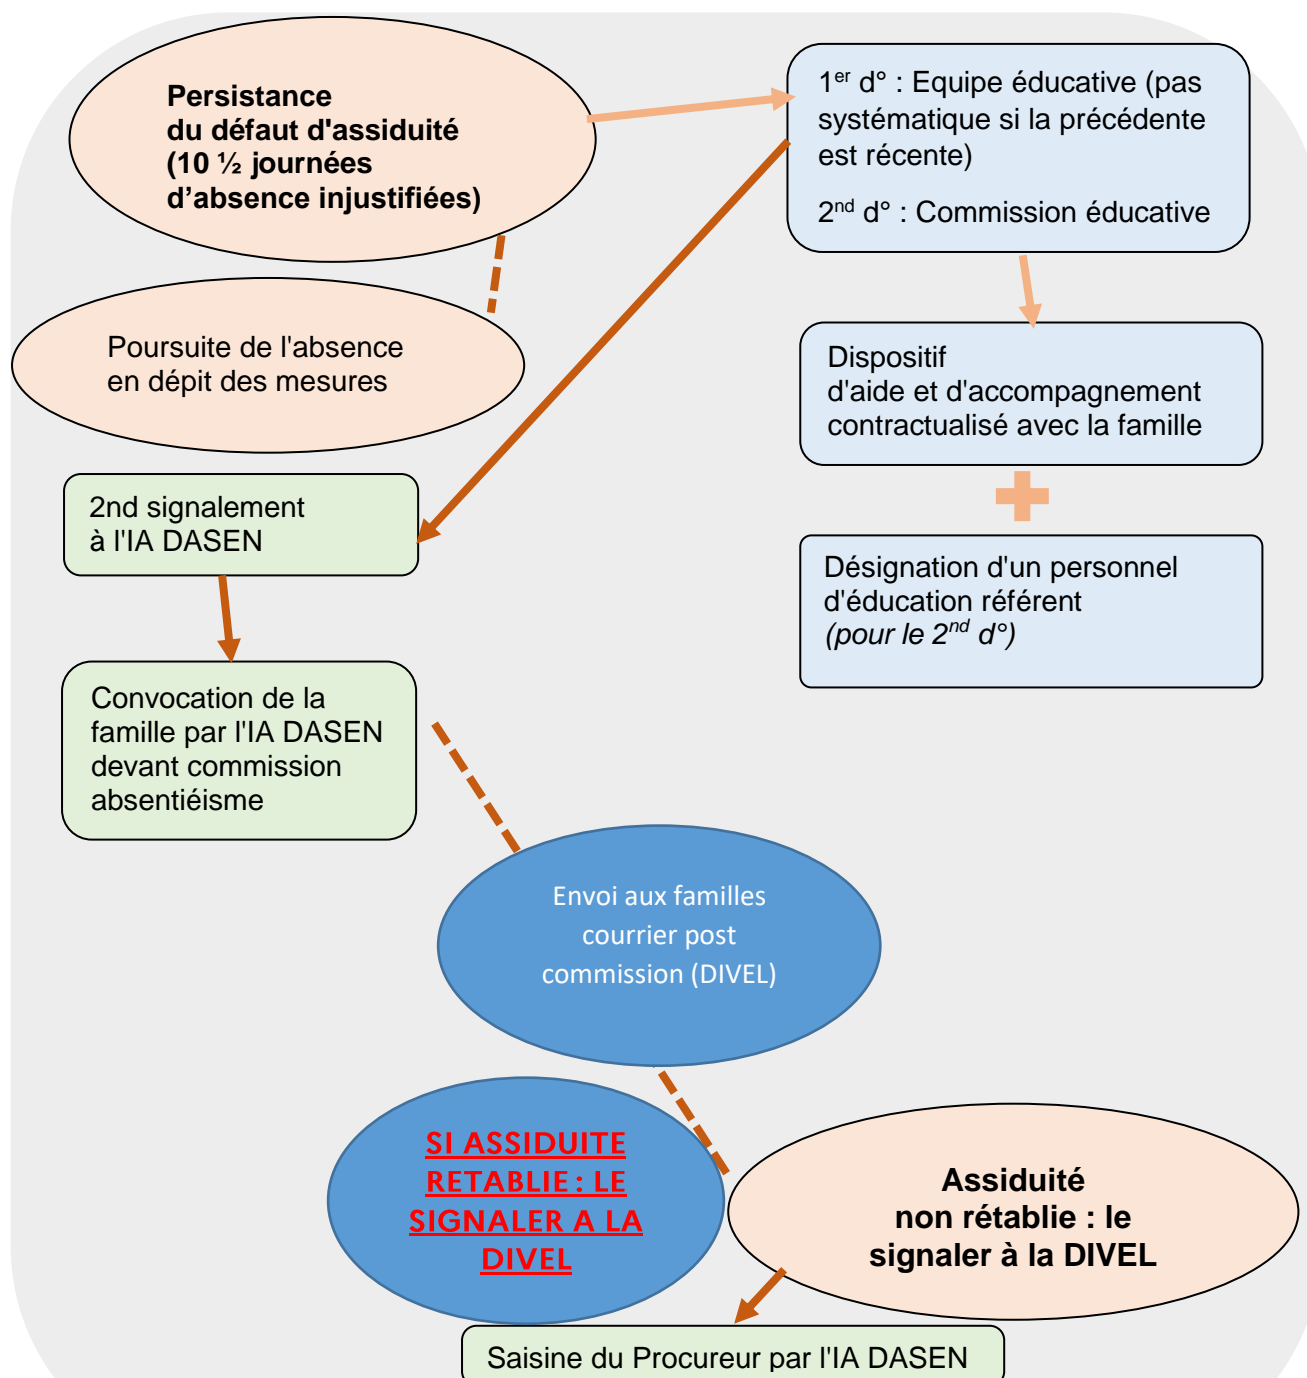 Persistance
du défaut d'assiduité
(10 ½ journées
d’absence injustifiées)
1er d° : Equipe éducative (pas
systématique si la précédente
est récente)
2nd d° : Commission éducative
Poursuite de l'absence
en dépit des mesures
Dispositif
d'aide et d'accompagnement
contractualisé avec la famille
2nd signalement
à l'IA DASEN
Désignation d'un personnel
d'éducation référent
(pour le 2nd d°)
Convocation de la
famille par l'IA DASEN
devant commission
absentiéisme
Envoi aux familles
courrier post
commission (DIVEL)
SI ASSIDUITE
RETABLIE : LE
SIGNALER A LA
DIVEL
Assiduité
non rétablie : le
signaler à la DIVEL
Saisine du Procureur par l'IA DASEN